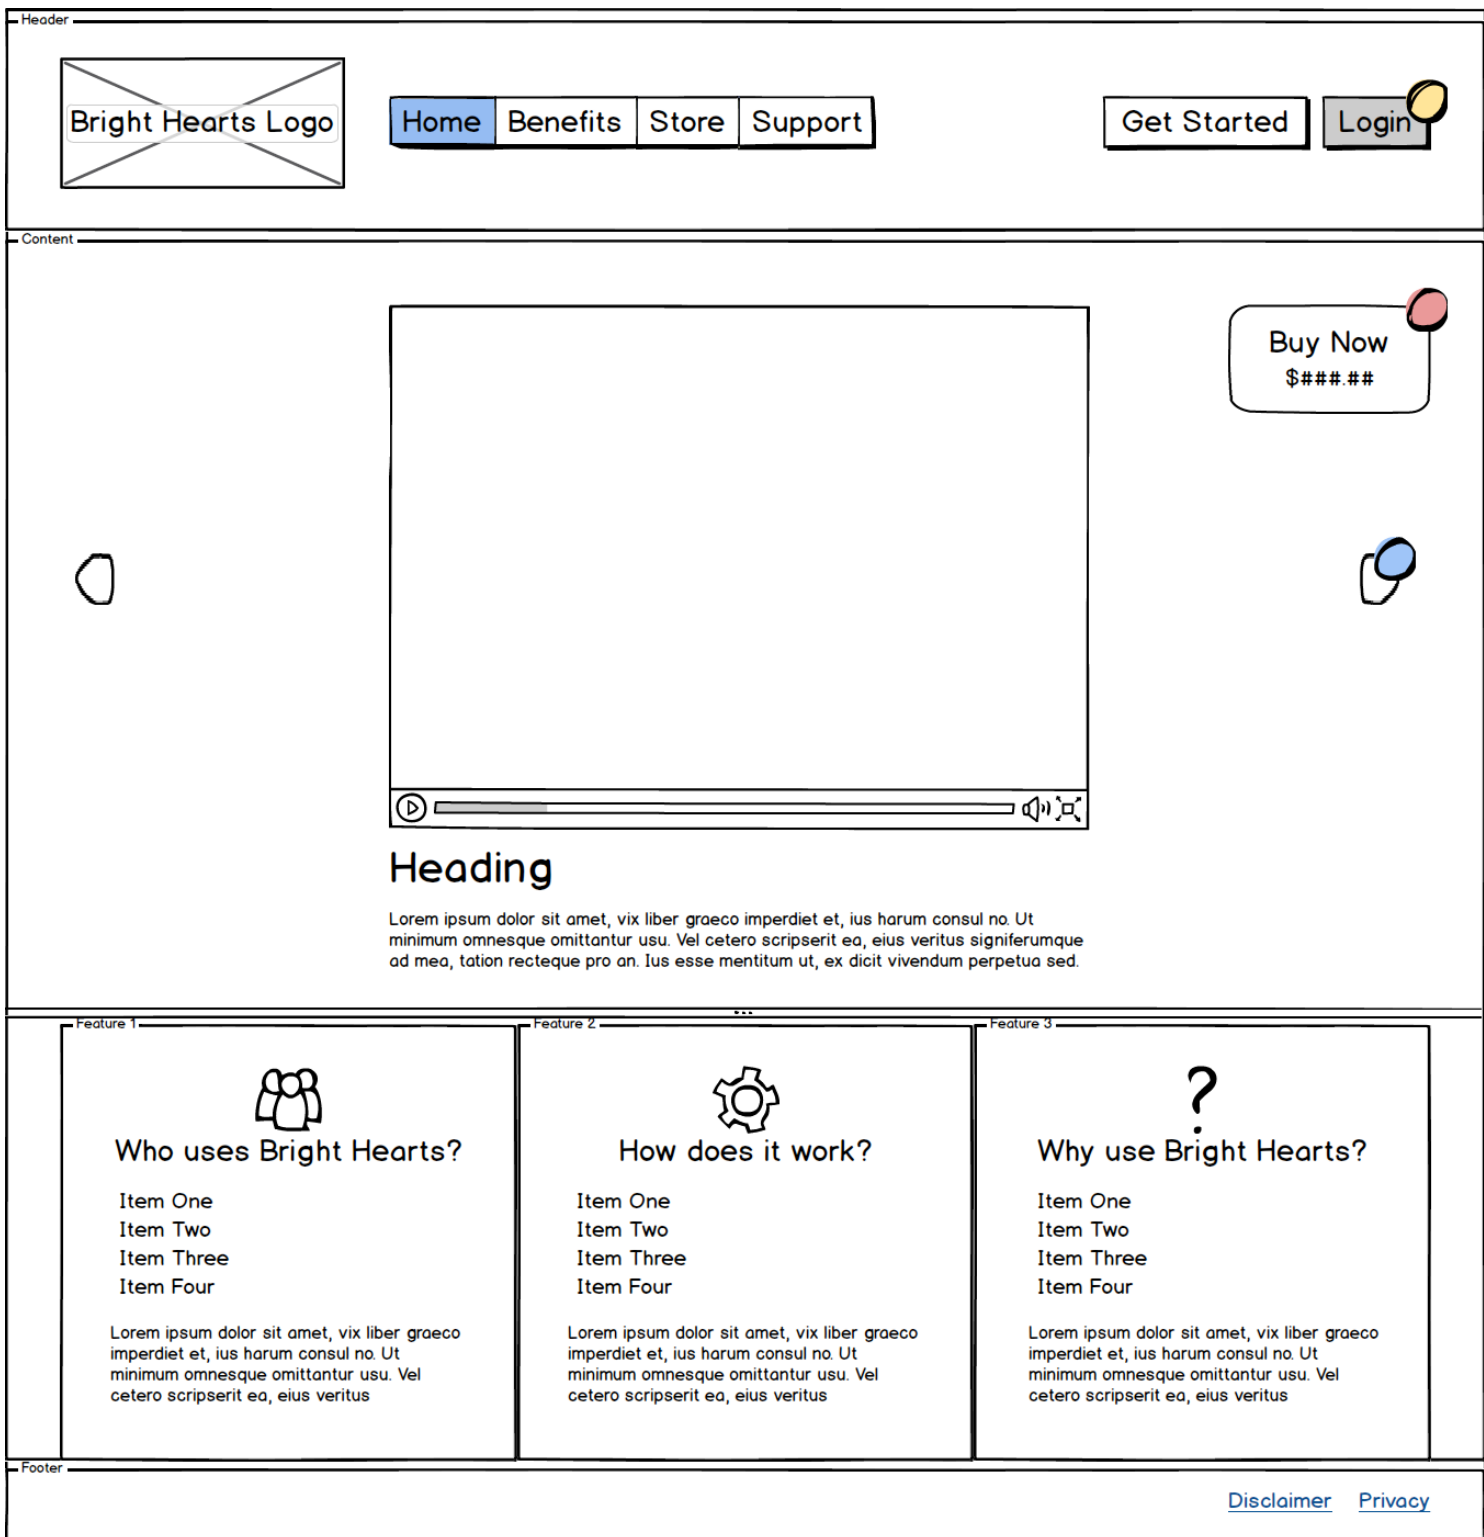 Header
Bright Hearts Logo
Home Benefits Store Support
Get Started Login
Content
Buy Now
$###.##
Heading
Lorem ipsum dolor sit amet, vix liber graeco imperdiet et, ius harum consul no. Ut
minimum omnesque omittantur usu. Vel cetero scripserit ea, eius veritus signiferumque
ad mea, tation recteque pro an. Ius esse mentitum ut, ex dicit vivendum perpetua sed.
Feature 1
Who uses Bright Hearts?
Item One
Item Two
Item Three
Item Four
Lorem ipsum dolor sit amet, vix liber graeco
imperdiet et, ius harum consul no. Ut
minimum omnesque omittantur usu. Vel
cetero scripserit ea, eius veritus
Feature 2
How does it work?
Item One
Item Two
Item Three
Item Four
Lorem ipsum dolor sit amet, vix liber graeco
imperdiet et, ius harum consul no. Ut
minimum omnesque omittantur usu. Vel
cetero scripserit ea, eius veritus
Feature 3
?
Why use Bright Hearts?
Item One
Item Two
Item Three
Item Four
Lorem ipsum dolor sit amet, vix liber graeco
imperdiet et, ius harum consul no. Ut
minimum omnesque omittantur usu. Vel
cetero scripserit ea, eius veritus
Footer
Disclaimer Privacy